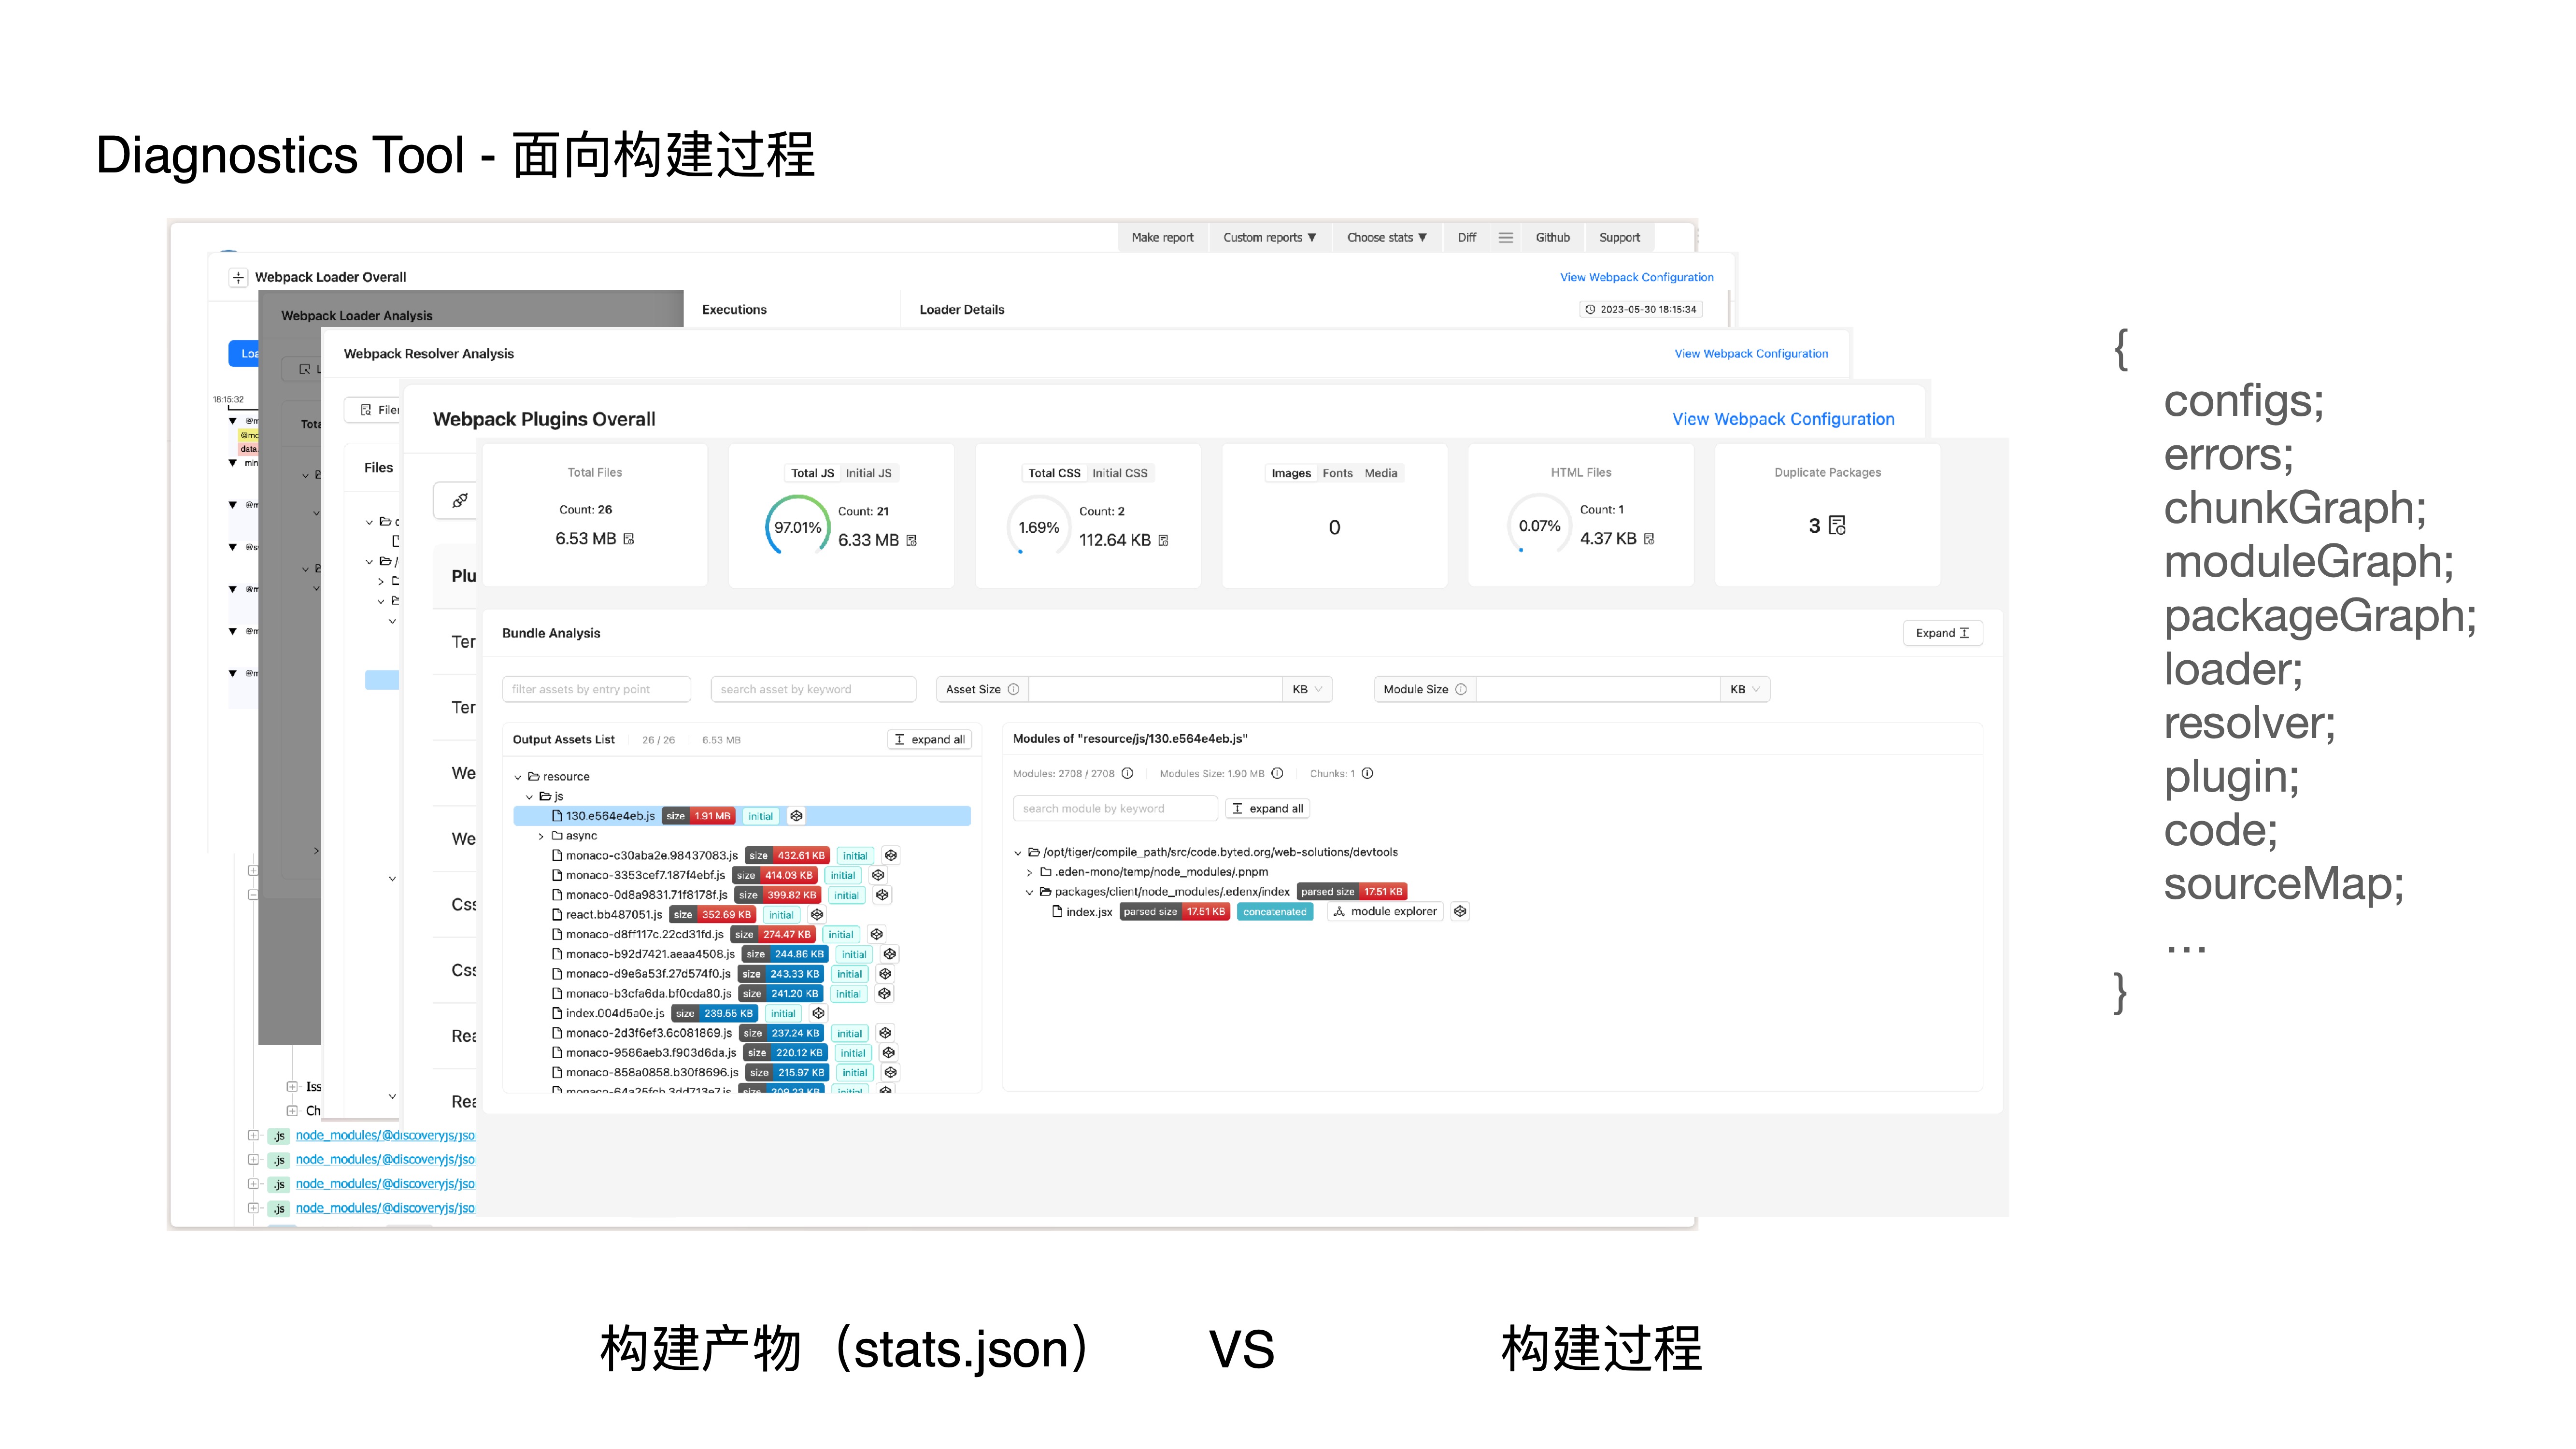 Diagnostics Tool - 面向构建过程
Make report Custom reports ▼ Choose stats ▼ Diff Github Support
Webpack Loader Overall View Webpack Configuration
Webpack Loader Analysis Executions Loader Details 2023-05-30 18:15:34
Webpack Resolver Analysis View Webpack Configuration
18:15:32
Webpack Plugins Overall View Webpack Configuration
Files
Total Files
Count: 26
6.53 MB
Total JS Initial JS
97.01%
Count: 21
6.33 MB
Total CSS Initial CSS
1.69%
Count: 2
112.64 KB
Images Fonts Media
0
HTML Files
0.07%
Count: 1
4.37 KB
Duplicate Packages
3
Bundle Analysis Expand
filter assets by entry point search asset by keyword Asset Size KB Module Size KB
Output Assets List 26 / 26 6.53 MB expand all
resource
js
130.e564e4eb.js size 1.91 MB initial
async
monaco-c30aba2e.98437083.js size 432.61 KB initial
monaco-3353cef7.187f4ebf.js size 414.03 KB initial
monaco-0d8a9831.71f8178f.js size 399.82 KB initial
react.bb487051.js size 352.69 KB initial
monaco-d8ff117c.22cd31fd.js size 274.47 KB initial
monaco-b92d7421.aeaa4508.js size 244.86 KB initial
monaco-d9e6a53f.27d574f0.js size 243.33 KB initial
monaco-b3cfa6da.bf0cda80.js size 241.20 KB initial
index.004d5a0e.js size 239.55 KB initial
monaco-2d3f6ef3.6c081869.js size 237.24 KB initial
monaco-9586aeb3.f903d6da.js size 220.12 KB initial
monaco-858a0858.b30f8696.js size 215.97 KB initial
Modules of "resource/js/130.e564e4eb.js"
Modules: 2708 / 2708 Modules Size: 1.90 MB Chunks: 1
search module by keyword expand all
/opt/tiger/compile_path/src/code.byted.org/web-solutions/devtools
.eden-mono/temp/node_modules/.pnpm
packages/client/node_modules/.edenx/index parsed size 17.51 KB
index.jsx parsed size 17.51 KB concatenated module explorer
.js node_modules/@discoveryjs/jso
.js node_modules/@discoveryjs/jso
.js node_modules/@discoveryjs/jso
.js node_modules/@discoveryjs/jso
{
configs;
errors;
chunkGraph;
moduleGraph;
packageGraph;
loader;
resolver;
plugin;
code;
sourceMap;
…
}
构建产物（stats.json） VS 构建过程